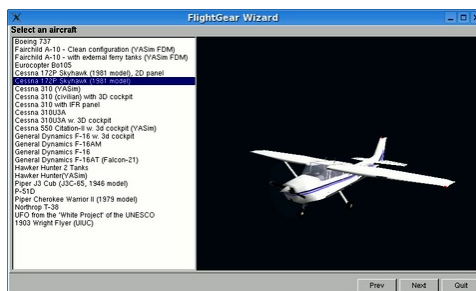 FlightGear Wizard
Select an aircraft
Boeing 737
Fairchild A-10 - Clean configuration (YASim FDM)
Fairchild A-10 - with external ferry tanks (YASim FDM)
Eurocopter Bo105
Cessna 172P Skyhawk (1981 model), 2D panel
Cessna 172P Skyhawk (1981 model)
Cessna 310 (YASim)
Cessna 310 (civilian) with 3D cockpit
Cessna 310 with IFR panel
Cessna 310U3A
Cessna 310U3A w. 3D cockpit
Cessna 550 Citation-II w. 3d cockpit (YASim)
General Dynamics F-16 w. 3d cockpit
General Dynamics F-16AM
General Dynamics F-16
General Dynamics F-16AT (Falcon-21)
Hawker Hunter 2 Tanks
Hawker Hunter(YASim)
Piper J3 Cub (J3C-65, 1946 model)
P-51D
Piper Cherokee Warrior II (1979 model)
Northrop T-38
UFO from the 'White Project' of the UNESCO
1903 Wright Flyer (UIUC)
Prev Next Quit